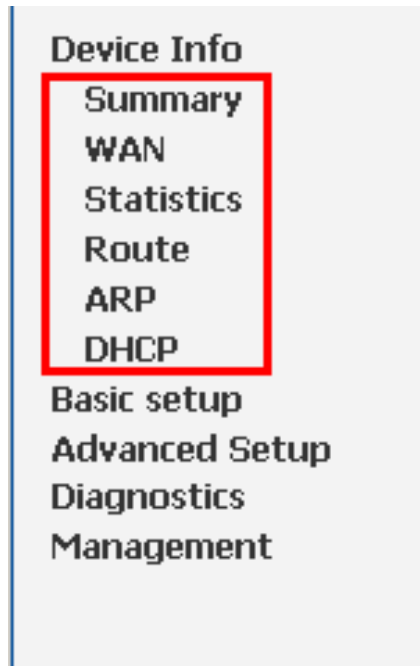 Device Info
Summary
WAN
Statistics
Route
ARP
DHCP
Basic setup
Advanced Setup
Diagnostics
Management